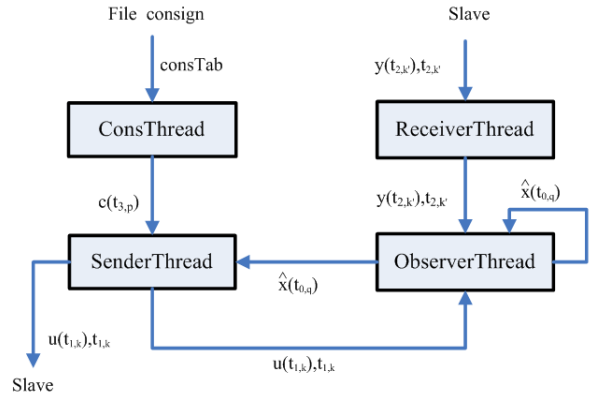 File consign
Slave
consTab
y(t₂,ₖ'),t₂,ₖ'
ConsThread
ReceiverThread
c(t₃,ₚ)
y(t₂,ₖ'),t₂,ₖ'
x̂(t₀,q)
SenderThread
ObserverThread
x̂(t₀,q)
u(t₁,ₖ),t₁,ₖ
u(t₁,ₖ),t₁,ₖ
Slave